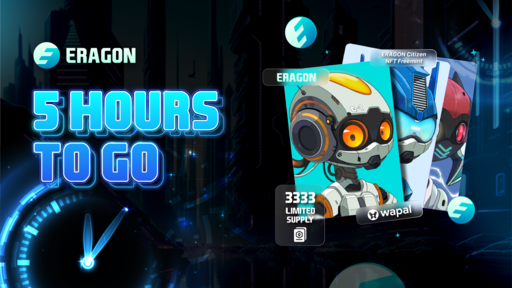 ERAGON
5 HOURS
TO GO
ERAGON
ERAGON Citizen
NFT Freemint
3333
LIMITED
SUPPLY
wapal